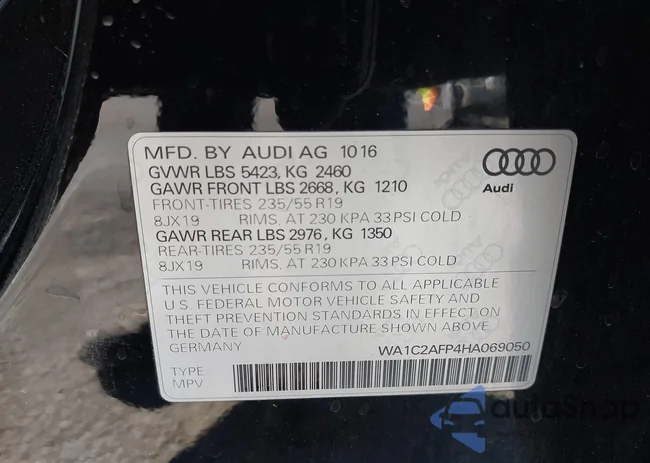 MFD. BY AUDI AG 10 16
GVWR LBS 5423, KG 2460
GAWR FRONT LBS 2668, KG 1210
FRONT-TIRES 235/55 R19
8JX19 RIMS, AT 230 KPA 33 PSI COLD
GAWR REAR LBS 2976, KG 1350
REAR-TIRES 235/55 R19
8JX19 RIMS, AT 230 KPA 33 PSI COLD
Audi
THIS VEHICLE CONFORMS TO ALL APPLICABLE
U.S. FEDERAL MOTOR VEHICLE SAFETY AND
THEFT PREVENTION STANDARDS IN EFFECT ON
THE DATE OF MANUFACTURE SHOWN ABOVE.
GERMANY WA1C2AFP4HA069050
TYPE
MPV
autoSnap